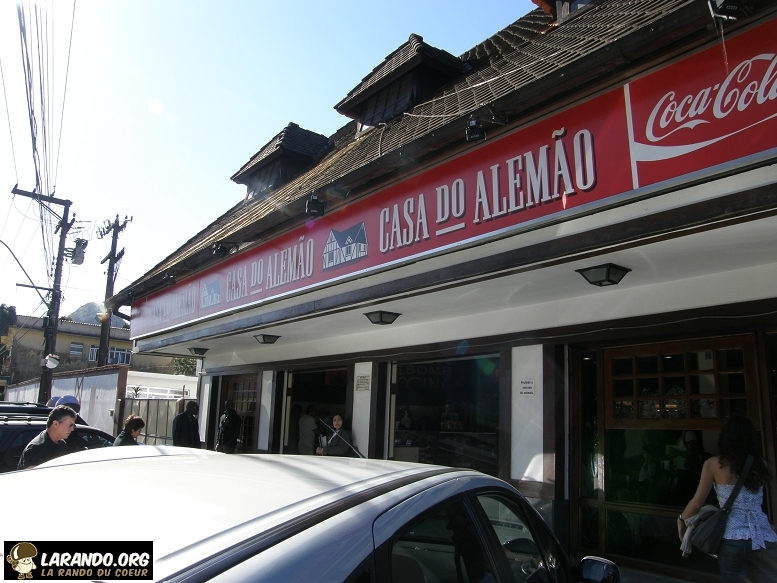 CASA DO ALEMÃO
CASA DO ALEMÃO
Coca-Cola
LARANDO.ORG
LA RANDO DU COEUR